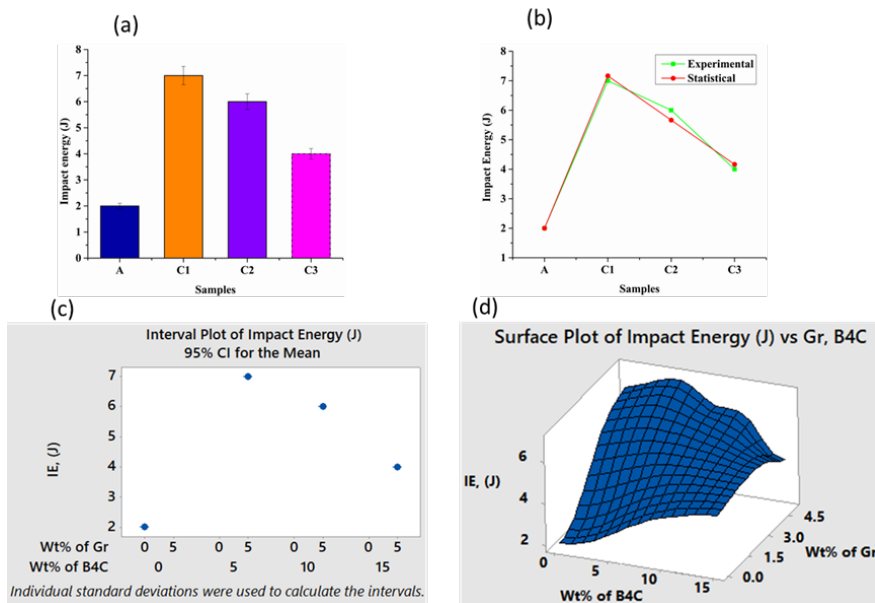 (a)
8
7
6
5
4
3
2
1
0
Impact energy (J)
A C1 C2 C3
Samples
(b)
Experimental
Statistical
8
7
6
5
4
3
2
1
Impact Energy (J)
A C1 C2 C3
Samples
(c)
Interval Plot of Impact Energy (J)
95% CI for the Mean
7
6
5
4
3
2
IE, (J)
Wt% of Gr 0 5 0 5 0 5 0 5
Wt% of B4C 0 5 10 15
Individual standard deviations were used to calculate the intervals.
(d)
Surface Plot of Impact Energy (J) vs Gr, B4C
6
4
2
IE, (J)
0 5 10 15
Wt% of B4C
0.0 1.5 3.0 4.5
Wt% of Gr